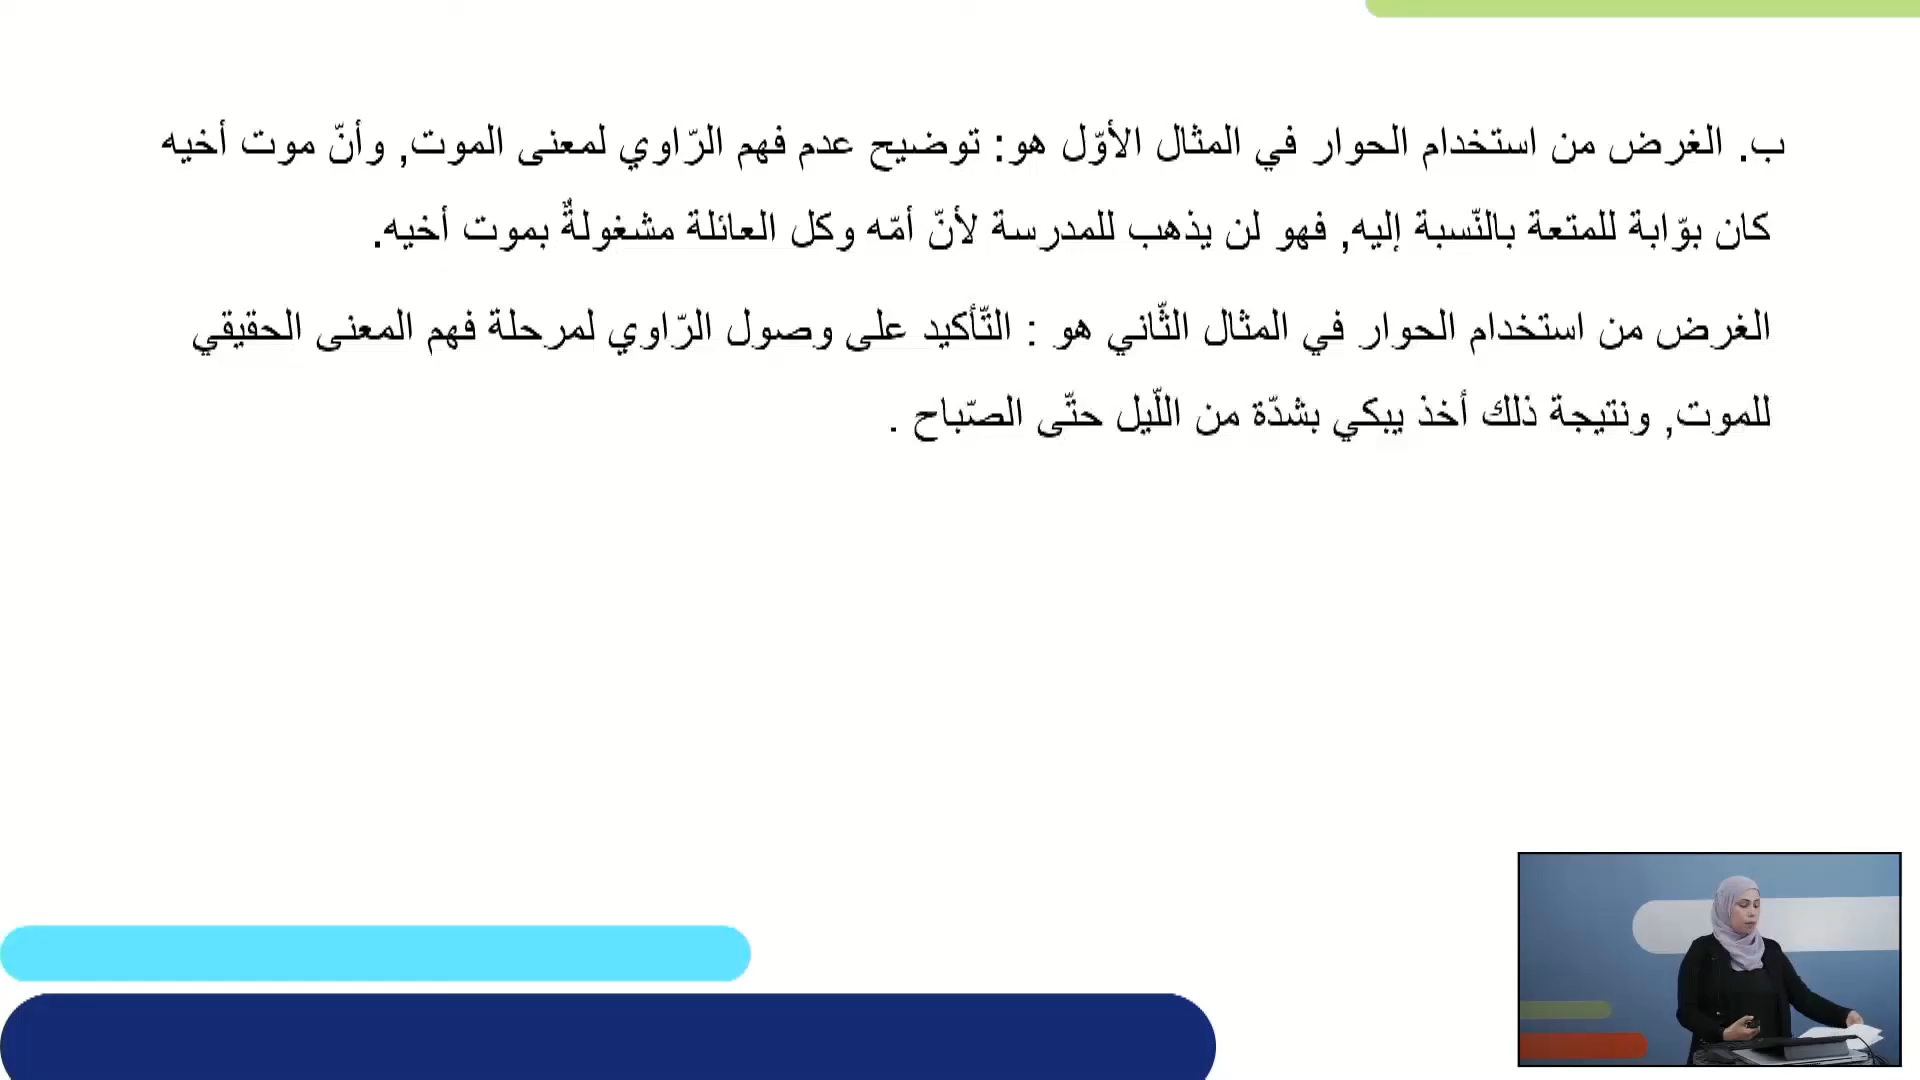 ب. الغرض من استخدام الحوار في المثال الأوّل هو: توضيح عدم فهم الرّاوي لمعنى الموت, وأنّ موت أخيه
كان بوّابة للمتعة بالنّسبة إليه, فهو لن يذهب للمدرسة لأنّ أمّه وكل العائلة مشغولةٌ بموت أخيه.
الغرض من استخدام الحوار في المثال الثّاني هو : التّأكيد على وصول الرّاوي لمرحلة فهم المعنى الحقيقي
للموت, ونتيجة ذلك أخذ يبكي بشدّة من اللّيل حتّى الصّباح .